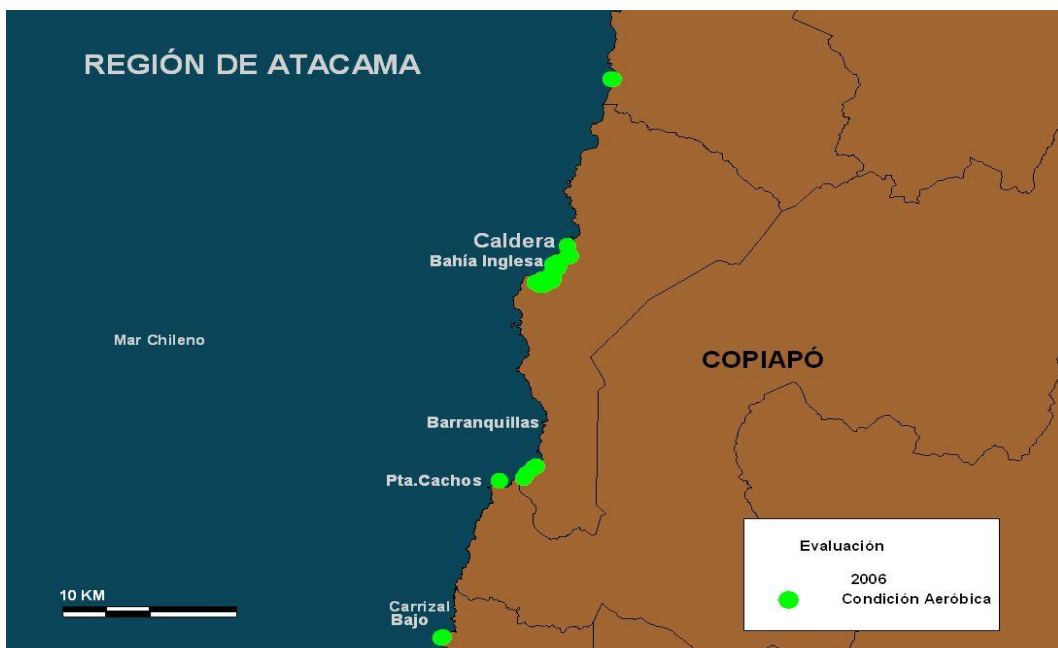 REGIÓN DE ATACAMA
Caldera
Bahía Inglesa
Mar Chileno
COPIAPÓ
Barranquillas
Pta.Cachos
10 KM
Carrizal
Bajo
Evaluación
2006
Condición Aeróbica